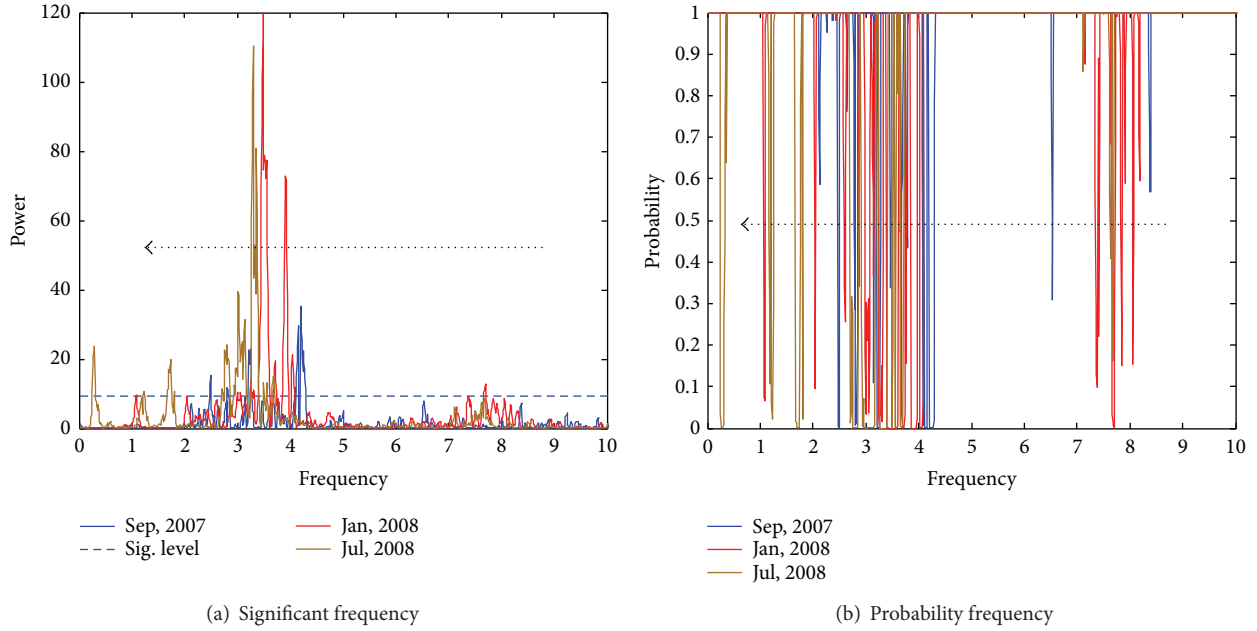 120
100
80
60
40
20
0
Power
0 1 2 3 4 5 6 7 8 9 10
Frequency
Sep, 2007
Sig. level
Jan, 2008
Jul, 2008
(a) Significant frequency
1
0.9
0.8
0.7
0.6
0.5
0.4
0.3
0.2
0.1
0
Probability
0 1 2 3 4 5 6 7 8 9 10
Frequency
Sep, 2007
Jan, 2008
Jul, 2008
(b) Probability frequency